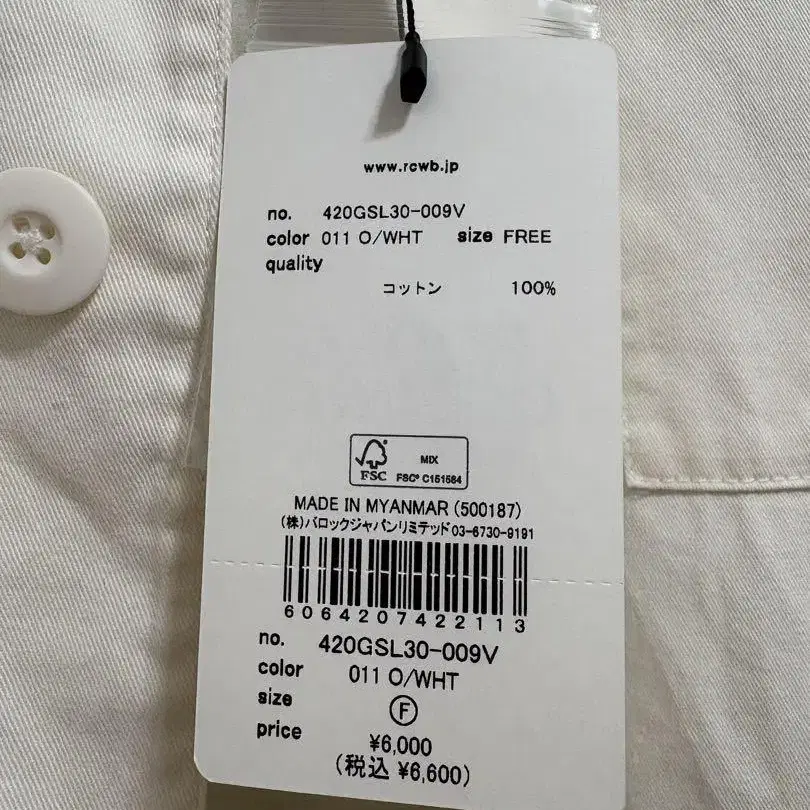 www.rcwb.jp
no. 420GSL30-009V
color 011 O/WHT size FREE
quality
コットン 100%
FSC
MIX
FSC® C151584
MADE IN MYANMAR (500187)
(株)バロックジャパンリミテッド03-6730-9191
6064207422113
no. 420GSL30-009V
color 011 O/WHT
size Ⓕ
price ¥6,000
(税込 ¥6,600)